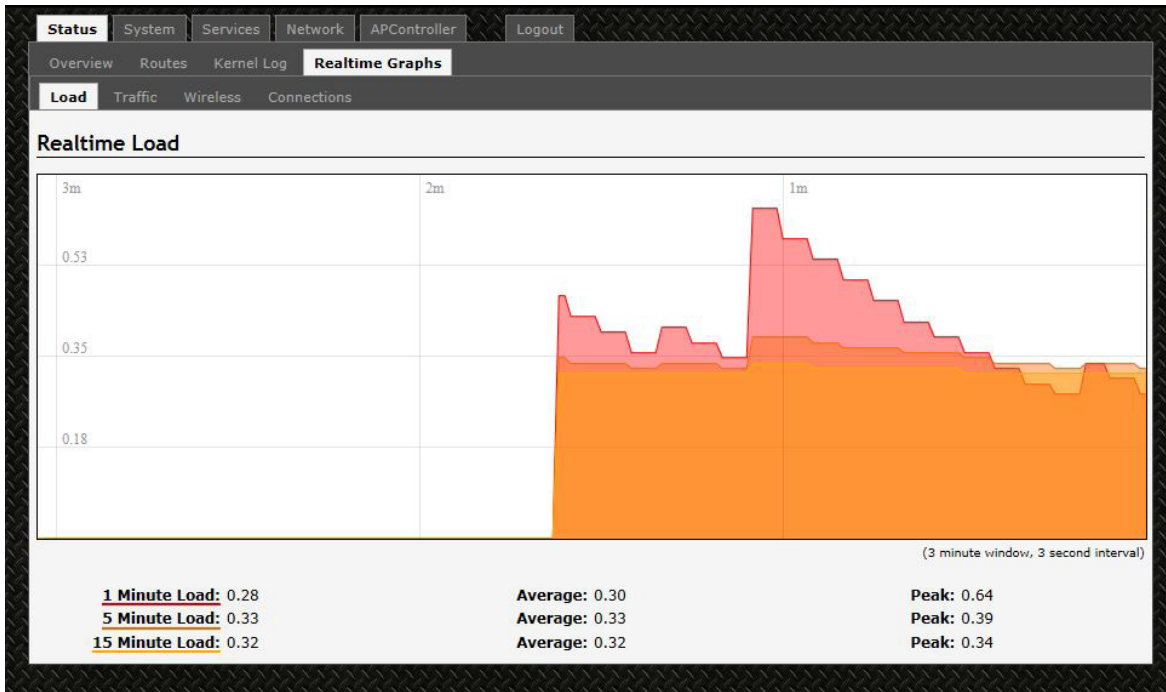 Status System Services Network APController Logout
Overview Routes Kernel Log Realtime Graphs
Load Traffic Wireless Connections
Realtime Load
3m 2m 1m
0.53
0.35
0.18
(3 minute window, 3 second interval)
1 Minute Load: 0.28 Average: 0.30 Peak: 0.64
5 Minute Load: 0.33 Average: 0.33 Peak: 0.39
15 Minute Load: 0.32 Average: 0.32 Peak: 0.34